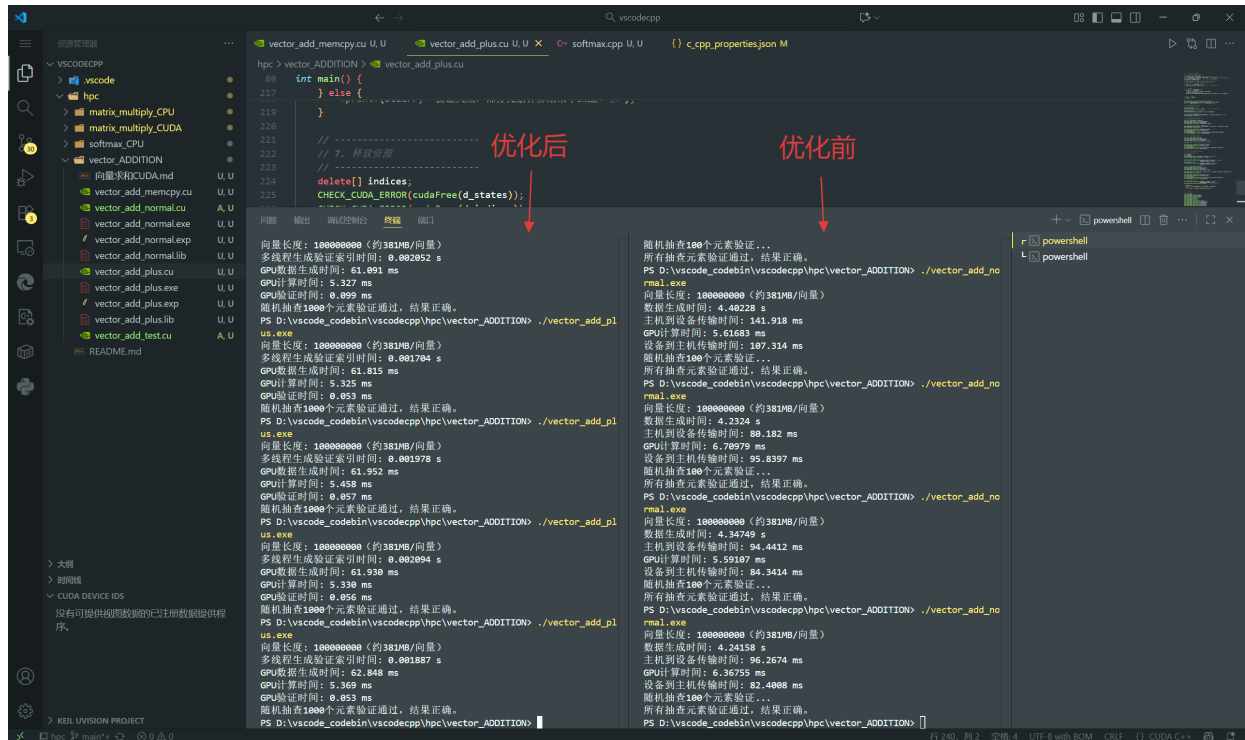 vscodecpp
资源管理器
vector_add_memcpy.cu U, U
vector_add_plus.cu U, U
softmax.cpp U, U
c_cpp_properties.json M
VSCODECPP
.vscode
hpc
matrix_multiply_CPU
matrix_multiply_CUDA
softmax_CPU
vector_ADDITION
向量求和CUDA.md U, U
vector_add_memcpy.cu U, U
vector_add_normal.cu A, U
vector_add_normal.exe U, U
vector_add_normal.exp U, U
vector_add_normal.lib U, U
vector_add_plus.cu U, U
vector_add_plus.exe U, U
vector_add_plus.exp U, U
vector_add_plus.lib U, U
vector_add_test.cu A, U
README.md
30
3
大纲
时间线
CUDA DEVICE IDS
没有可提供视图数据的已注册数据提供程
序。
KEIL UVISION PROJECT
hpc > vector_ADDITION > vector_add_plus.cu
80 int main() {
217 } else {
219 }
220
221 // -------------------------
222 // 7. 释放资源
223 // -------------------------
224 delete[] indices;
225 CHECK_CUDA_ERROR(cudaFree(d_states));
优化后
优化前
问题 输出 调试控制台 终端 端口
powershell
向量长度: 100000000 (约381MB/向量)
多线程生成验证索引时间: 0.002052 s
GPU数据生成时间: 61.091 ms
GPU计算时间: 5.327 ms
GPU验证时间: 0.099 ms
随机抽查1000个元素验证通过, 结果正确。
PS D:\vscode_codebin\vscodecpp\hpc\vector_ADDITION> ./vector_add_pl
us.exe
向量长度: 100000000 (约381MB/向量)
多线程生成验证索引时间: 0.001704 s
GPU数据生成时间: 61.815 ms
GPU计算时间: 5.325 ms
GPU验证时间: 0.053 ms
随机抽查1000个元素验证通过, 结果正确。
PS D:\vscode_codebin\vscodecpp\hpc\vector_ADDITION> ./vector_add_pl
us.exe
向量长度: 100000000 (约381MB/向量)
多线程生成验证索引时间: 0.001978 s
GPU数据生成时间: 61.952 ms
GPU计算时间: 5.458 ms
GPU验证时间: 0.057 ms
随机抽查1000个元素验证通过, 结果正确。
PS D:\vscode_codebin\vscodecpp\hpc\vector_ADDITION> ./vector_add_pl
us.exe
向量长度: 100000000 (约381MB/向量)
多线程生成验证索引时间: 0.002094 s
GPU数据生成时间: 61.930 ms
GPU计算时间: 5.330 ms
GPU验证时间: 0.056 ms
随机抽查1000个元素验证通过, 结果正确。
PS D:\vscode_codebin\vscodecpp\hpc\vector_ADDITION> ./vector_add_pl
us.exe
向量长度: 100000000 (约381MB/向量)
多线程生成验证索引时间: 0.001887 s
GPU数据生成时间: 62.848 ms
GPU计算时间: 5.369 ms
GPU验证时间: 0.053 ms
随机抽查1000个元素验证通过, 结果正确。
PS D:\vscode_codebin\vscodecpp\hpc\vector_ADDITION>
随机抽查100个元素验证...
所有抽查元素验证通过, 结果正确。
PS D:\vscode_codebin\vscodecpp\hpc\vector_ADDITION> ./vector_add_no
rmal.exe
向量长度: 100000000 (约381MB/向量)
数据生成时间: 4.40228 s
主机到设备传输时间: 141.918 ms
GPU计算时间: 5.61683 ms
设备到主机传输时间: 107.314 ms
随机抽查100个元素验证...
所有抽查元素验证通过, 结果正确。
PS D:\vscode_codebin\vscodecpp\hpc\vector_ADDITION> ./vector_add_no
rmal.exe
向量长度: 100000000 (约381MB/向量)
数据生成时间: 4.2324 s
主机到设备传输时间: 80.182 ms
GPU计算时间: 6.70979 ms
设备到主机传输时间: 95.8397 ms
随机抽查100个元素验证...
所有抽查元素验证通过, 结果正确。
PS D:\vscode_codebin\vscodecpp\hpc\vector_ADDITION> ./vector_add_no
rmal.exe
向量长度: 100000000 (约381MB/向量)
数据生成时间: 4.34749 s
主机到设备传输时间: 94.4412 ms
GPU计算时间: 5.59107 ms
设备到主机传输时间: 84.3414 ms
随机抽查100个元素验证...
所有抽查元素验证通过, 结果正确。
PS D:\vscode_codebin\vscodecpp\hpc\vector_ADDITION> ./vector_add_no
rmal.exe
向量长度: 100000000 (约381MB/向量)
数据生成时间: 4.24158 s
主机到设备传输时间: 96.2674 ms
GPU计算时间: 6.36755 ms
设备到主机传输时间: 82.4008 ms
随机抽查100个元素验证...
所有抽查元素验证通过, 结果正确。
PS D:\vscode_codebin\vscodecpp\hpc\vector_ADDITION>
powershell
powershell
hpc main*+ 0 0 0
行 240, 列 2 空格: 4 UTF-8 with BOM CRLF {} CUDA C++